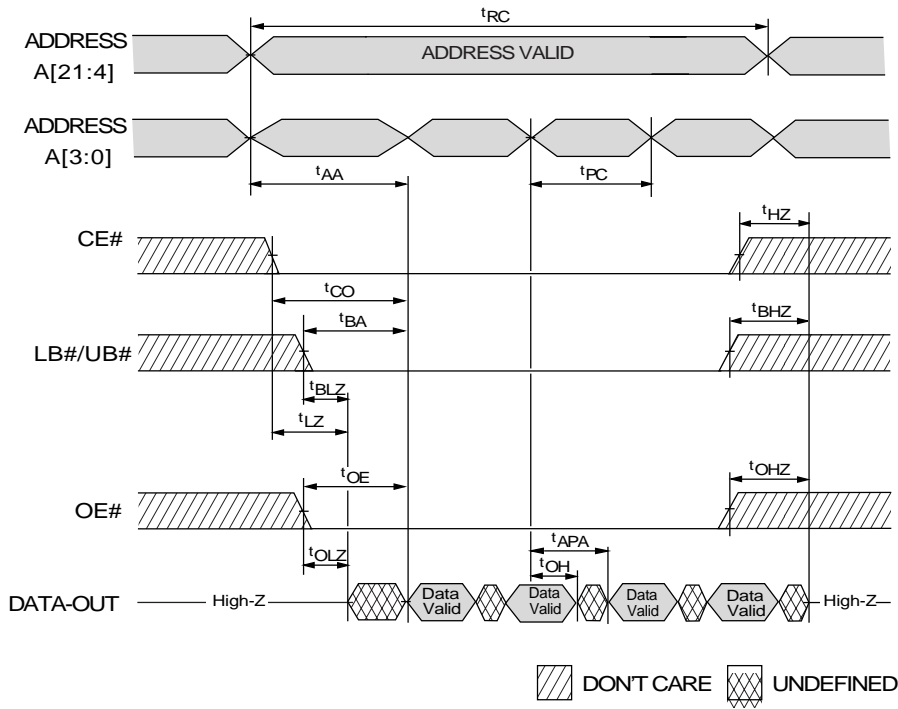 tRC
ADDRESS
A[21:4]
ADDRESS VALID
ADDRESS
A[3:0]
tAA
tPC
CE#
tHZ
tCO
LB#/UB#
tBA
tBHZ
tBLZ
tLZ
OE#
tOE
tOHZ
tOLZ
tAPA
tOH
DATA-OUT
High-Z
Data
Valid
Data
Valid
Data
Valid
Data
Valid
High-Z
DON'T CARE
UNDEFINED